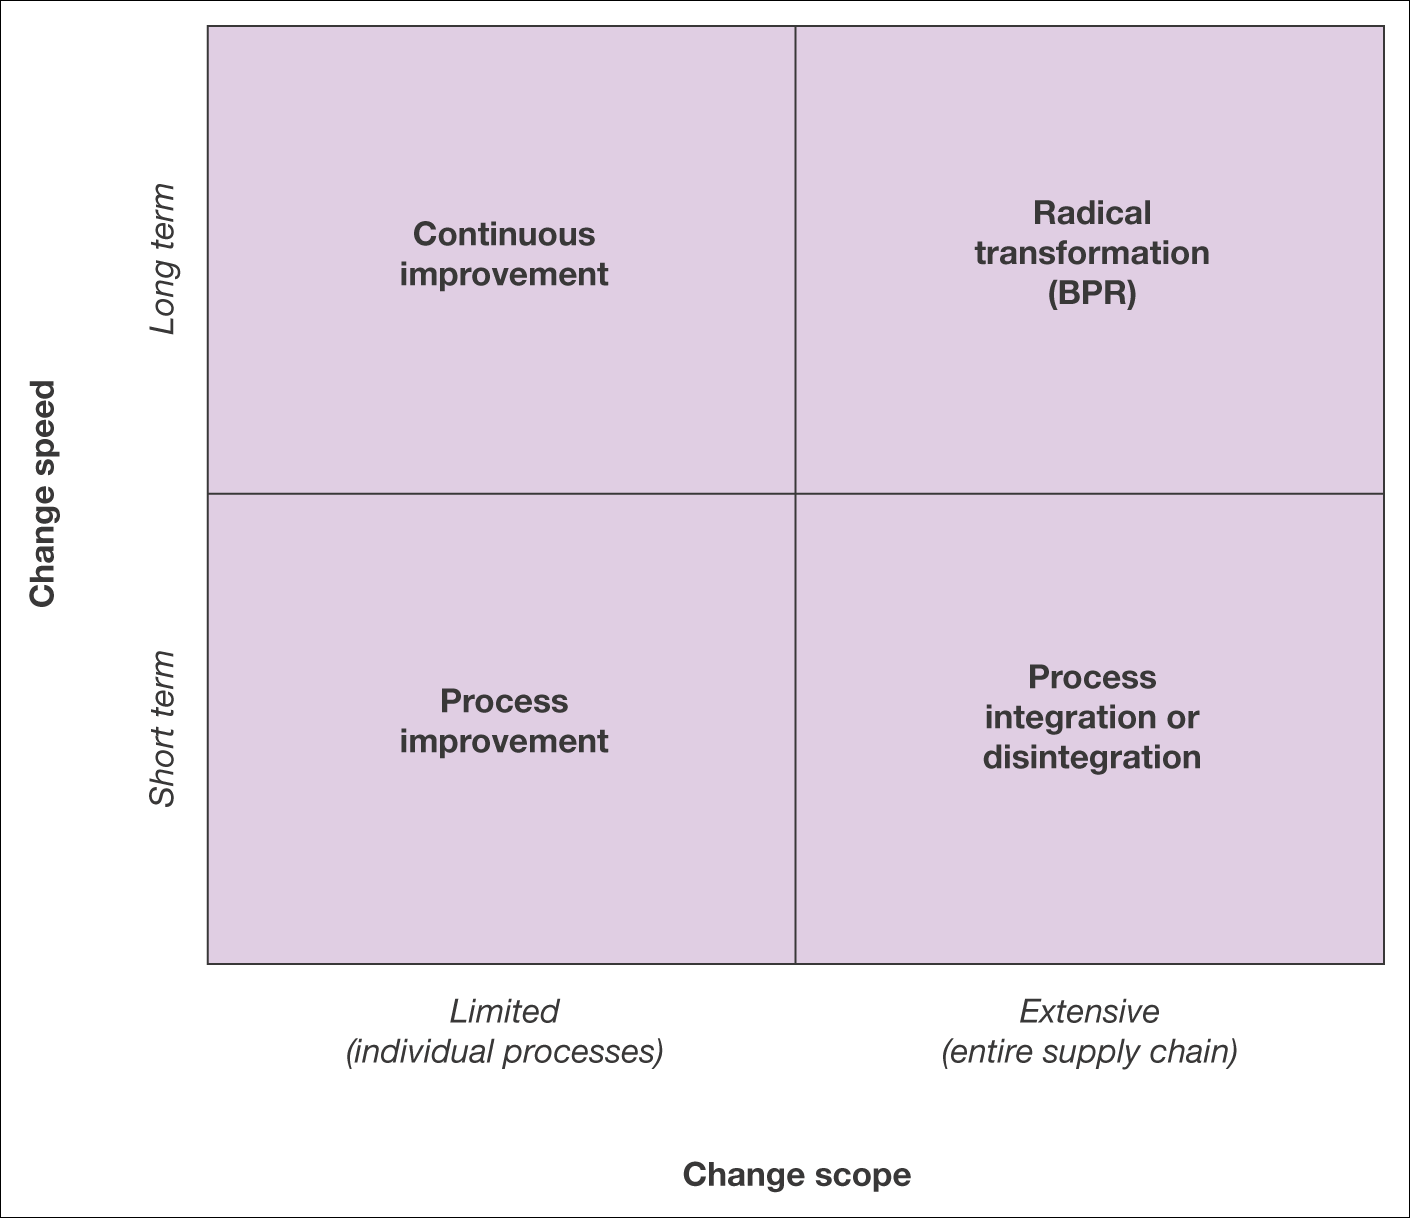 Change speed
Long term
Short term
Continuous
improvement
Radical
transformation
(BPR)
Process
improvement
Process
integration or
disintegration
Limited
(individual processes)
Extensive
(entire supply chain)
Change scope